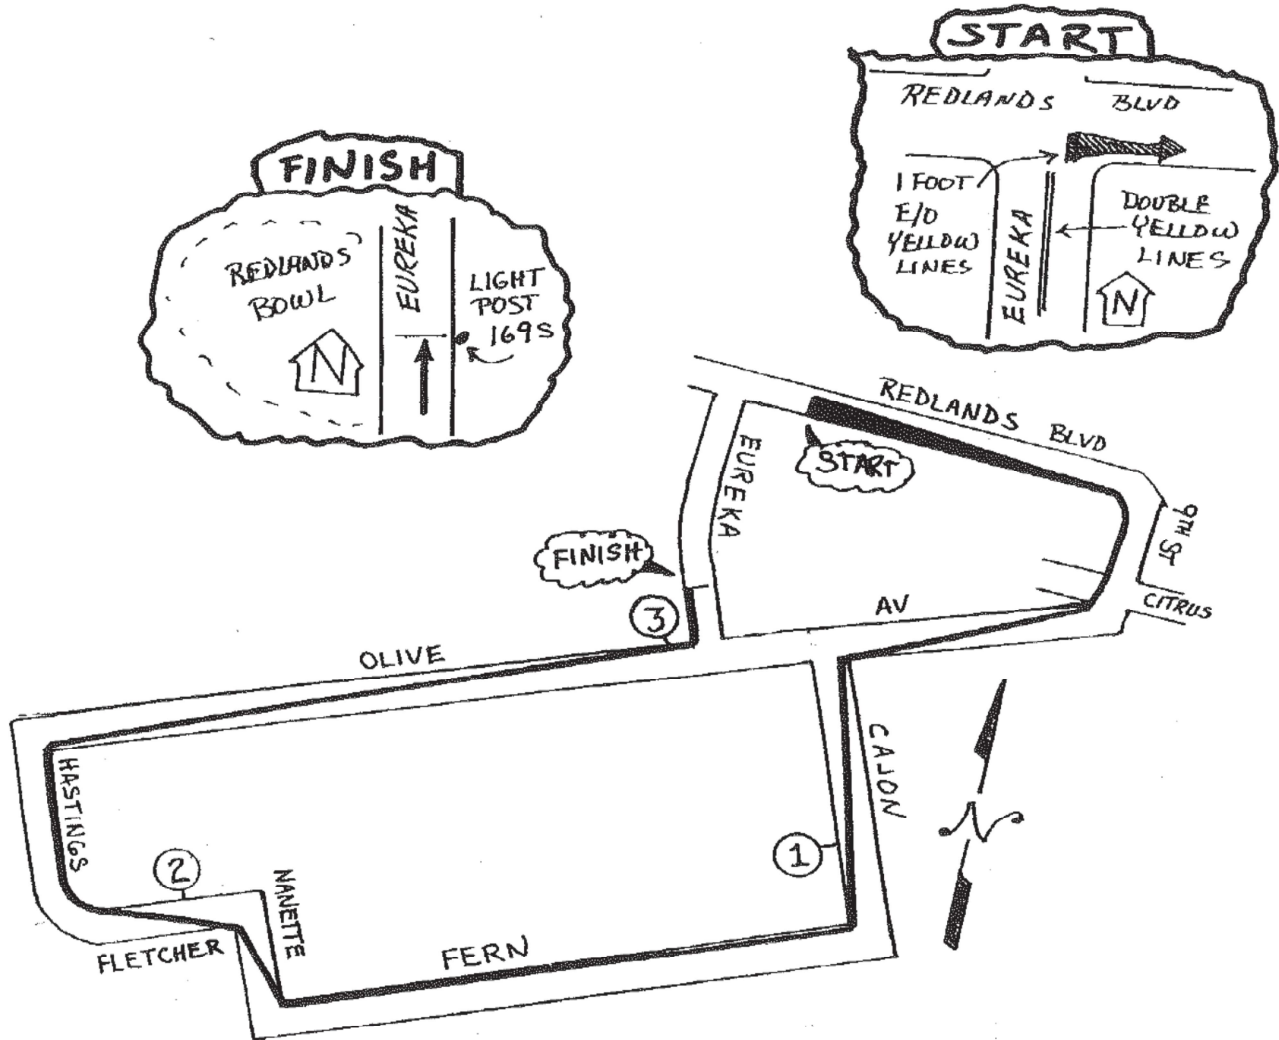 START
REDLANDS BLVD
1 FOOT
E/O
YELLOW
LINES
EUREKA
DOUBLE
YELLOW
LINES
N
FINISH
REDLANDS
BOWL
EUREKA
LIGHT
POST
169S
N
REDLANDS BLVD
START
EUREKA
9TH ST
CITRUS
AV
FINISH
3
OLIVE
CAJON
HASTINGS
1
2
NANETTE
FLETCHER
FERN
N